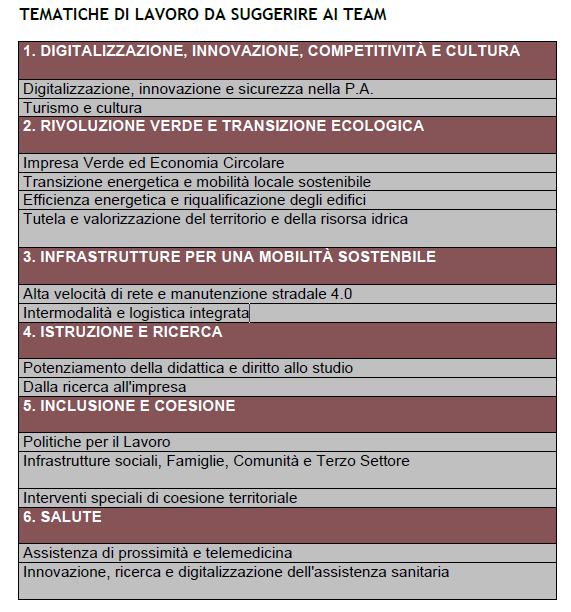 TEMATICHE DI LAVORO DA SUGGERIRE AI TEAM
1. DIGITALIZZAZIONE, INNOVAZIONE, COMPETITIVITÀ E CULTURA
Digitalizzazione, innovazione e sicurezza nella P.A.
Turismo e cultura
2. RIVOLUZIONE VERDE E TRANSIZIONE ECOLOGICA
Impresa Verde ed Economia Circolare
Transizione energetica e mobilità locale sostenibile
Efficienza energetica e riqualificazione degli edifici
Tutela e valorizzazione del territorio e della risorsa idrica
3. INFRASTRUTTURE PER UNA MOBILITÀ SOSTENBILE
Alta velocità di rete e manutenzione stradale 4.0
Intermodalità e logistica integrata
4. ISTRUZIONE E RICERCA
Potenziamento della didattica e diritto allo studio
Dalla ricerca all'impresa
5. INCLUSIONE E COESIONE
Politiche per il Lavoro
Infrastrutture sociali, Famiglie, Comunità e Terzo Settore
Interventi speciali di coesione territoriale
6. SALUTE
Assistenza di prossimità e telemedicina
Innovazione, ricerca e digitalizzazione dell'assistenza sanitaria